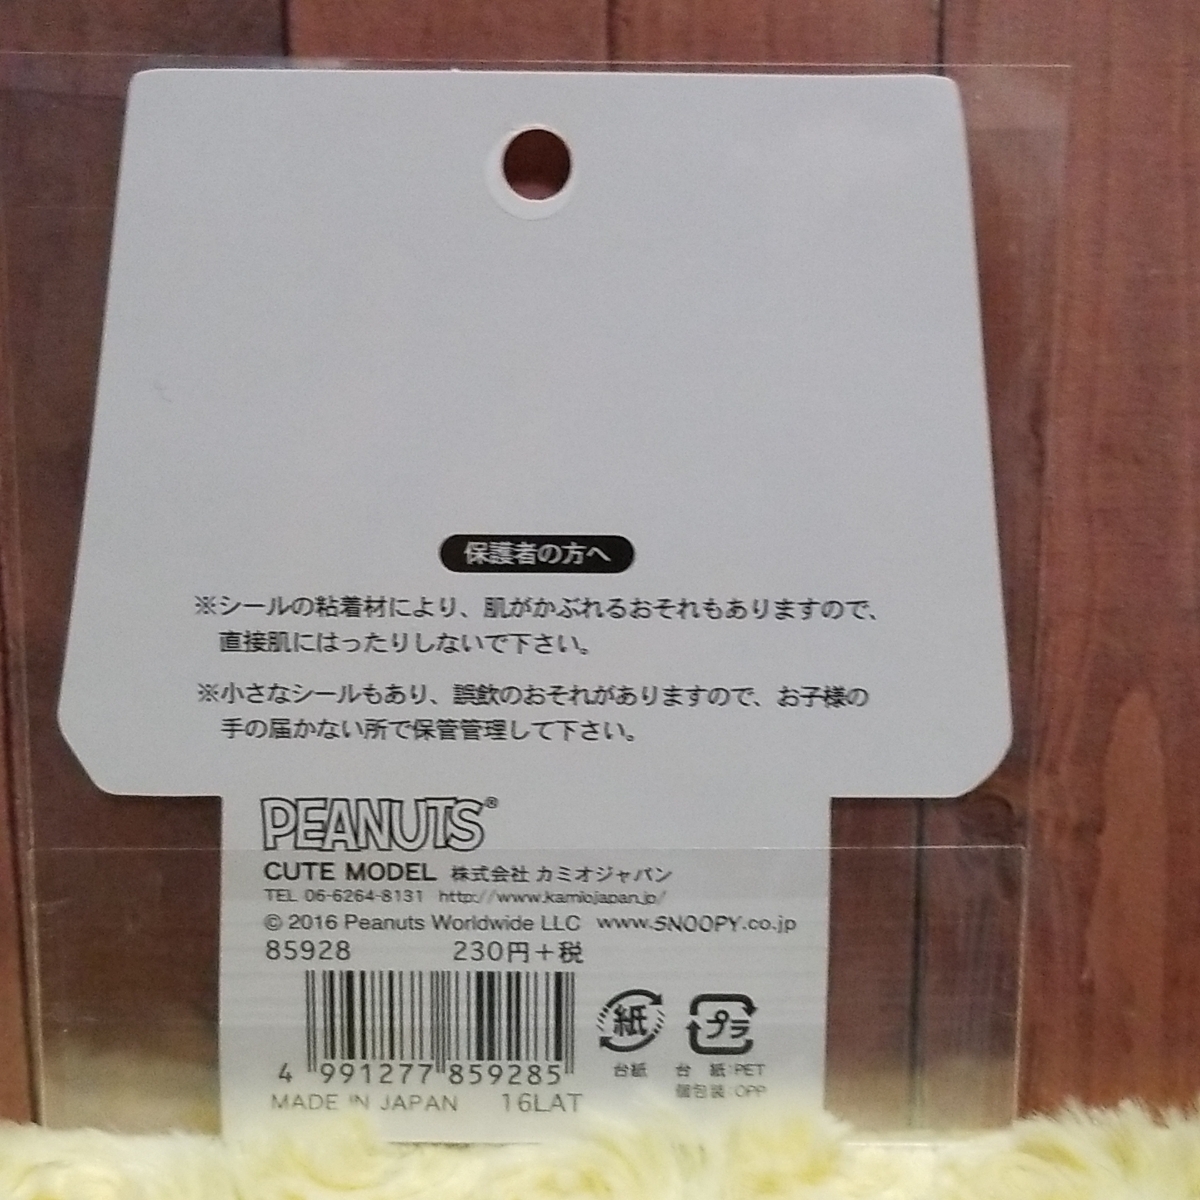 保護者の方へ
※シールの粘着材により、肌がかぶれるおそれもありますので、
直接肌にはったりしないで下さい。
※小さなシールもあり、誤飲のおそれがありますので、お子様の
手の届かない所で保管管理して下さい。
PEANUTS®
CUTE MODEL 株式会社 カミオジャパン
TEL 06-6264-8131 http://www.kamiojapan.jp/
© 2016 Peanuts Worldwide LLC www.SNOOPY.co.jp
85928 230円+税
紙 プラ
4 991277 859285
台紙 台 紙:PET
個包装:OPP
MADE IN JAPAN 16LAT